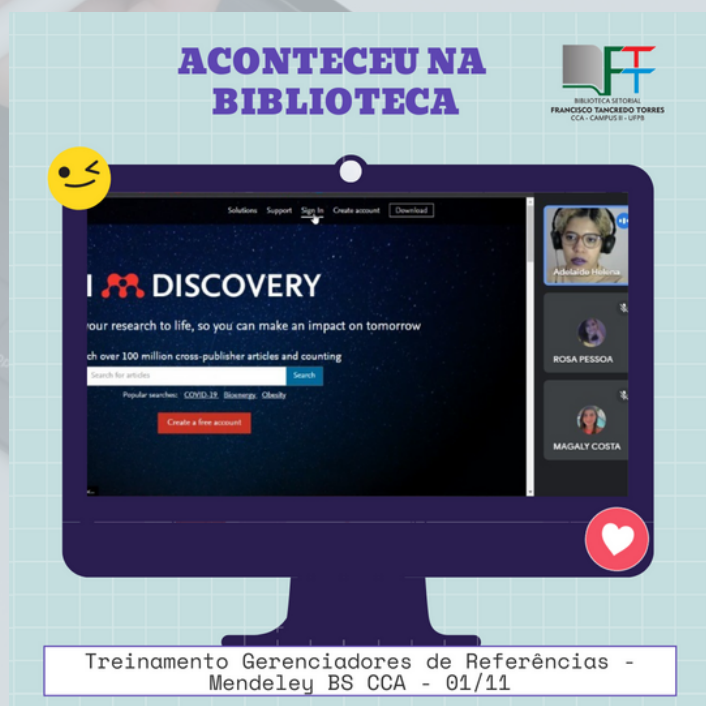 ACONTECEU NA
BIBLIOTECA
BIBLIOTECA SETORIAL
FRANCISCO TANCREDO TORRES
CCA - CAMPUS II - UFPB
Solutions Support Sign In Create account Download
DISCOVERY
your research to life, so you can make an impact on tomorrow
ch over 100 million cross-publisher articles and counting
Search for articles Search
Popular searches: COVID-19 Bioenergy Obesity
Create a free account
Adelaide Helena
ROSA PESSOA
MAGALY COSTA
Treinamento Gerenciadores de Referências -
Mendeley BS CCA - 01/11